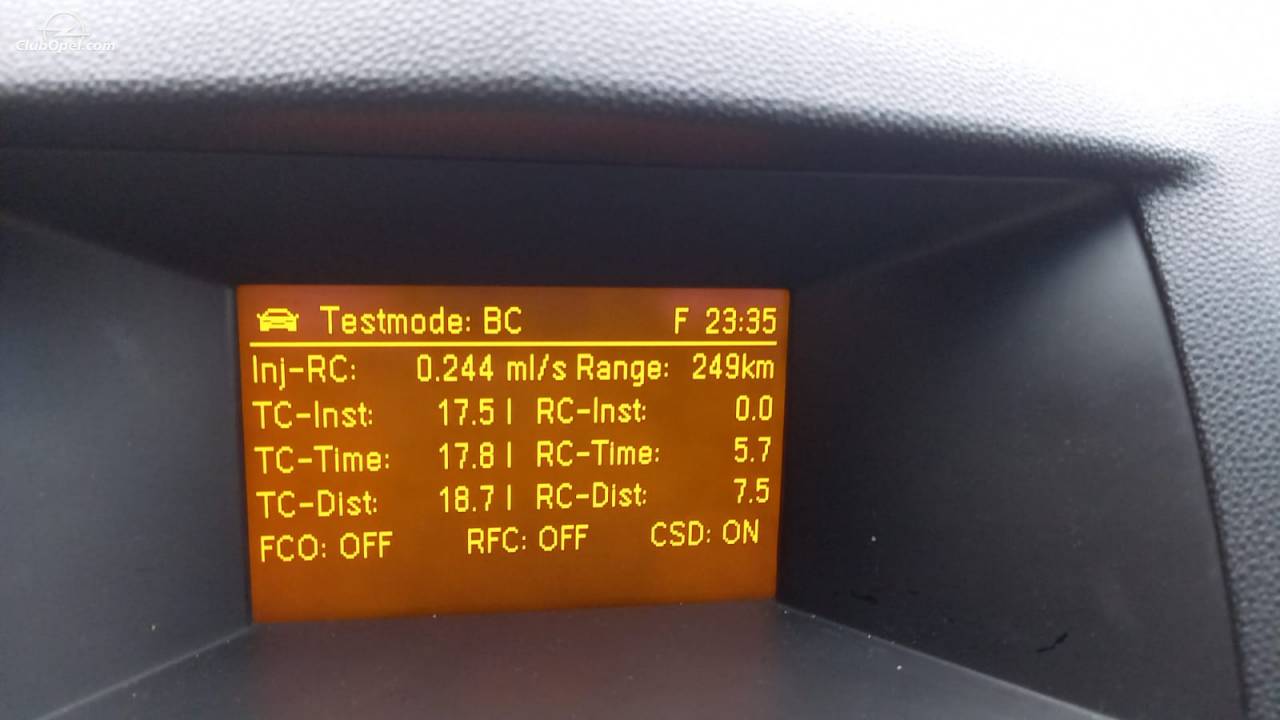 ClubOpel.com
Testmode: BC F 23:35
Inj-RC: 0.244 ml/s Range: 249km
TC-Inst: 17.5 l RC-Inst: 0.0
TC-Time: 17.8 l RC-Time: 5.7
TC-Dist: 18.7 l RC-Dist: 7.5
FCO: OFF RFC: OFF CSD: ON